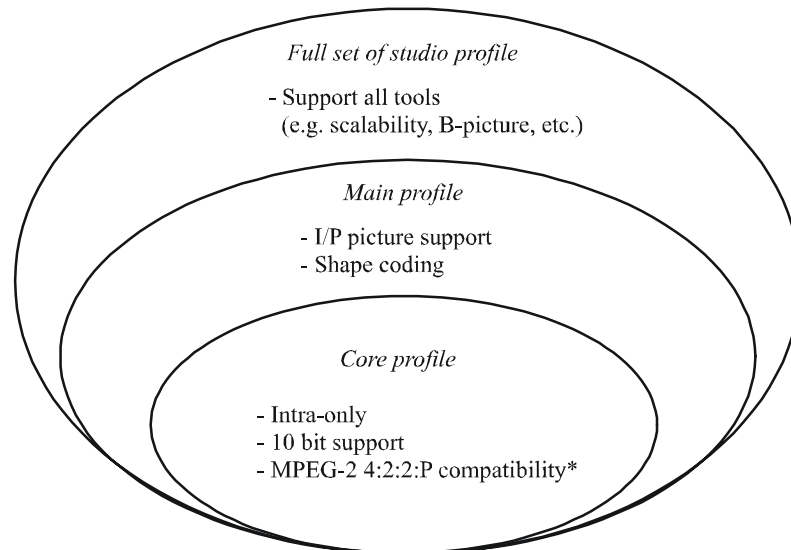 Full set of studio profile
- Support all tools
(e.g. scalability, B-picture, etc.)
Main profile
- I/P picture support
- Shape coding
Core profile
- Intra-only
- 10 bit support
- MPEG-2 4:2:2:P compatibility*